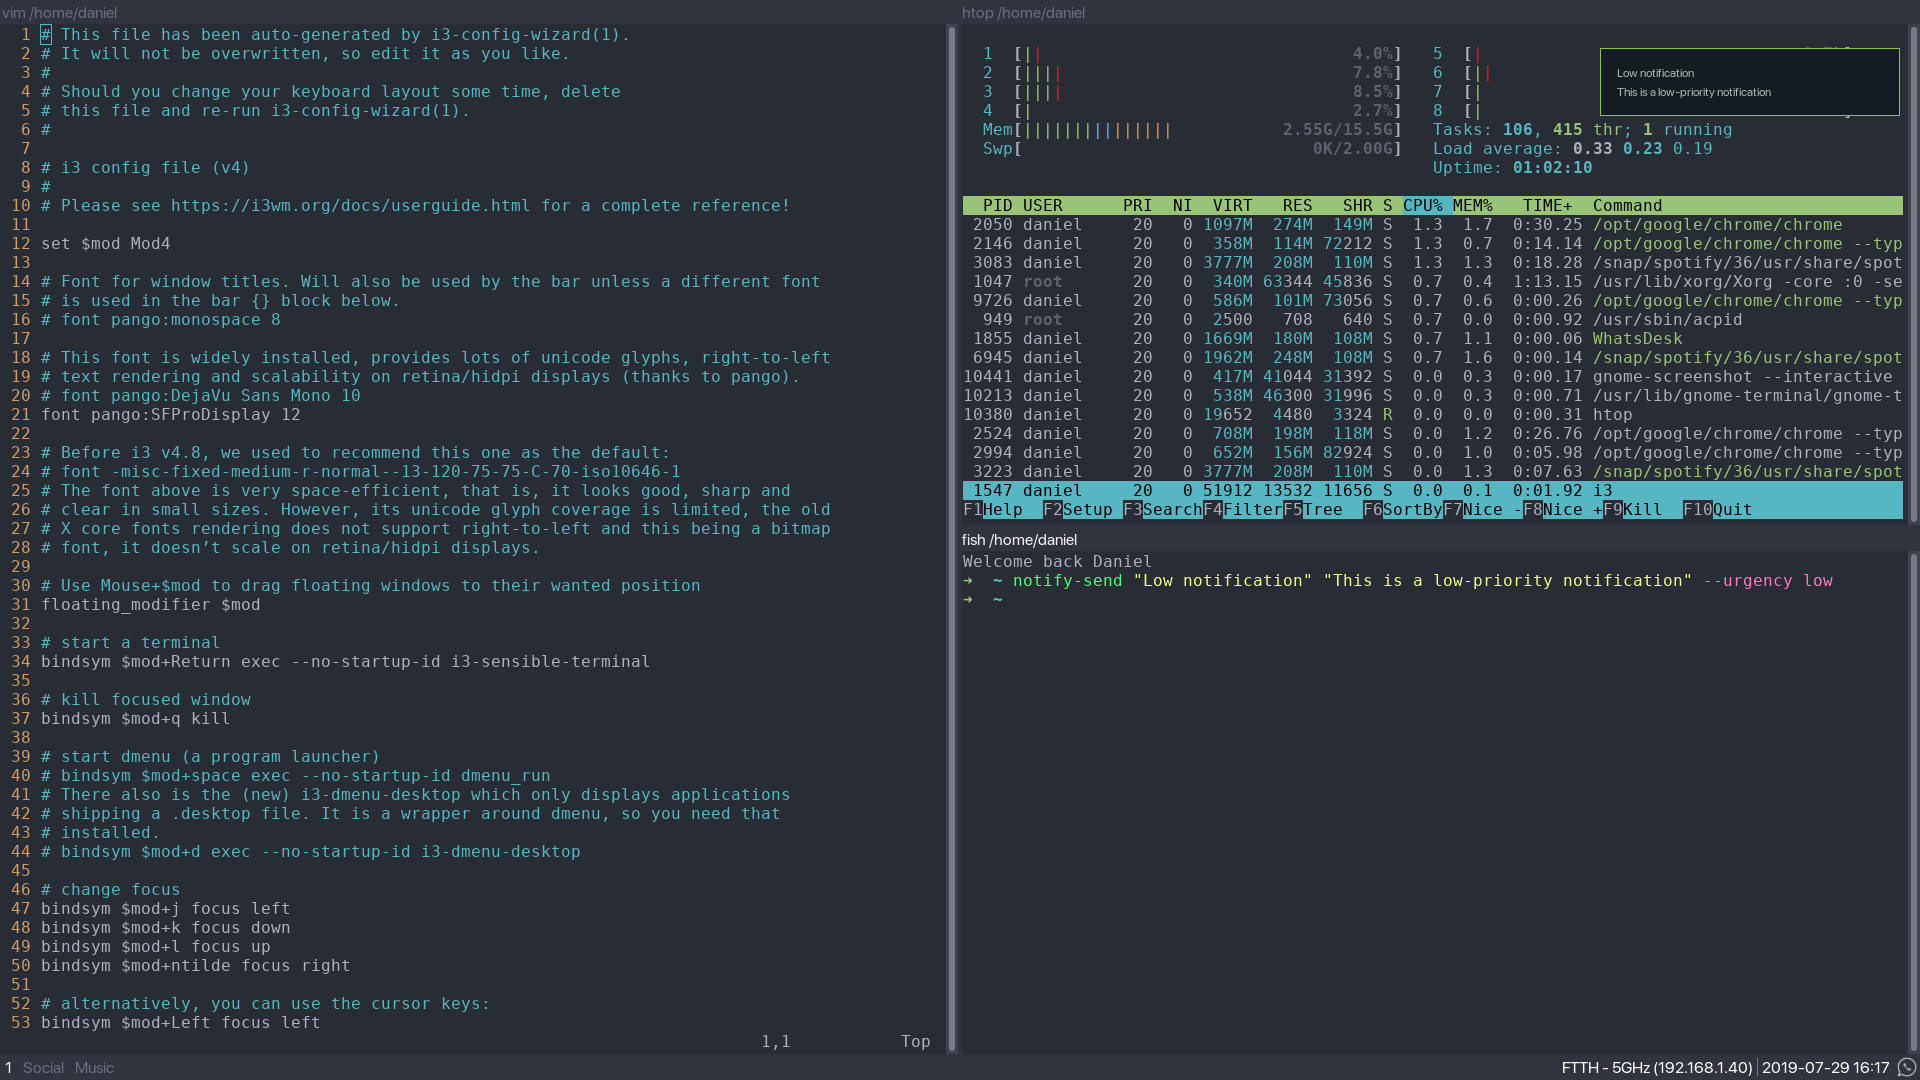 vim /home/daniel
1 # This file has been auto-generated by i3-config-wizard(1).
2 # It will not be overwritten, so edit it as you like.
3 #
4 # Should you change your keyboard layout some time, delete
5 # this file and re-run i3-config-wizard(1).
6 #
7
8 # i3 config file (v4)
9 #
10 # Please see https://i3wm.org/docs/userguide.html for a complete reference!
11
12 set $mod Mod4
13
14 # Font for window titles. Will also be used by the bar unless a different font
15 # is used in the bar {} block below.
16 # font pango:monospace 8
17
18 # This font is widely installed, provides lots of unicode glyphs, right-to-left
19 # text rendering and scalability on retina/hidpi displays (thanks to pango).
20 # font pango:DejaVu Sans Mono 10
21 font pango:SFProDisplay 12
22
23 # Before i3 v4.8, we used to recommend this one as the default:
24 # font -misc-fixed-medium-r-normal--13-120-75-75-C-70-iso10646-1
25 # The font above is very space-efficient, that is, it looks good, sharp and
26 # clear in small sizes. However, its unicode glyph coverage is limited, the old
27 # X core fonts rendering does not support right-to-left and this being a bitmap
28 # font, it doesn’t scale on retina/hidpi displays.
29
30 # Use Mouse+$mod to drag floating windows to their wanted position
31 floating_modifier $mod
32
33 # start a terminal
34 bindsym $mod+Return exec --no-startup-id i3-sensible-terminal
35
36 # kill focused window
37 bindsym $mod+q kill
38
39 # start dmenu (a program launcher)
40 # bindsym $mod+space exec --no-startup-id dmenu_run
41 # There also is the (new) i3-dmenu-desktop which only displays applications
42 # shipping a .desktop file. It is a wrapper around dmenu, so you need that
43 # installed.
44 # bindsym $mod+d exec --no-startup-id i3-dmenu-desktop
45
46 # change focus
47 bindsym $mod+j focus left
48 bindsym $mod+k focus down
49 bindsym $mod+l focus up
50 bindsym $mod+ntilde focus right
51
52 # alternatively, you can use the cursor keys:
53 bindsym $mod+Left focus left
1,1 Top
htop /home/daniel
1 [|| 4.0%] 5 [|
2 [|||| 7.8%] 6 [||
3 [|||| 8.5%] 7 [|
4 [| 2.7%] 8 [|
Low notification
This is a low-priority notification
Mem[||||||||||||||| 2.55G/15.5G] Tasks: 106, 415 thr; 1 running
Swp[ 0K/2.00G] Load average: 0.33 0.23 0.19
Uptime: 01:02:10
PID USER PRI NI VIRT RES SHR S CPU% MEM% TIME+ Command
2050 daniel 20 0 1097M 274M 149M S 1.3 1.7 0:30.25 /opt/google/chrome/chrome
2146 daniel 20 0 358M 114M 72212 S 1.3 0.7 0:14.14 /opt/google/chrome/chrome --typ
3083 daniel 20 0 3777M 208M 110M S 1.3 1.3 0:18.28 /snap/spotify/36/usr/share/spot
1047 root 20 0 340M 63344 45836 S 0.7 0.4 1:13.15 /usr/lib/xorg/Xorg -core :0 -se
9726 daniel 20 0 586M 101M 73056 S 0.7 0.6 0:00.26 /opt/google/chrome/chrome --typ
949 root 20 0 2500 708 640 S 0.7 0.0 0:00.92 /usr/sbin/acpid
1855 daniel 20 0 1669M 180M 108M S 0.7 1.1 0:00.06 WhatsDesk
6945 daniel 20 0 1962M 248M 108M S 0.7 1.6 0:00.14 /snap/spotify/36/usr/share/spot
10441 daniel 20 0 417M 41044 31392 S 0.0 0.3 0:00.17 gnome-screenshot --interactive
10213 daniel 20 0 538M 46300 31996 S 0.0 0.3 0:00.71 /usr/lib/gnome-terminal/gnome-t
10380 daniel 20 0 19652 4480 3324 R 0.0 0.0 0:00.31 htop
2524 daniel 20 0 708M 198M 118M S 0.0 1.2 0:26.76 /opt/google/chrome/chrome --typ
2994 daniel 20 0 652M 156M 82924 S 0.0 1.0 0:05.98 /opt/google/chrome/chrome --typ
3223 daniel 20 0 3777M 208M 110M S 0.0 1.3 0:07.63 /snap/spotify/36/usr/share/spot
1547 daniel 20 0 51912 13532 11656 S 0.0 0.1 0:01.92 i3
F1Help F2Setup F3SearchF4FilterF5Tree F6SortByF7Nice -F8Nice +F9Kill F10Quit
fish /home/daniel
Welcome back Daniel
➜ ~ notify-send "Low notification" "This is a low-priority notification" --urgency low
➜ ~
1 Social Music
FTTH - 5GHz (192.168.1.40) | 2019-07-29 16:17